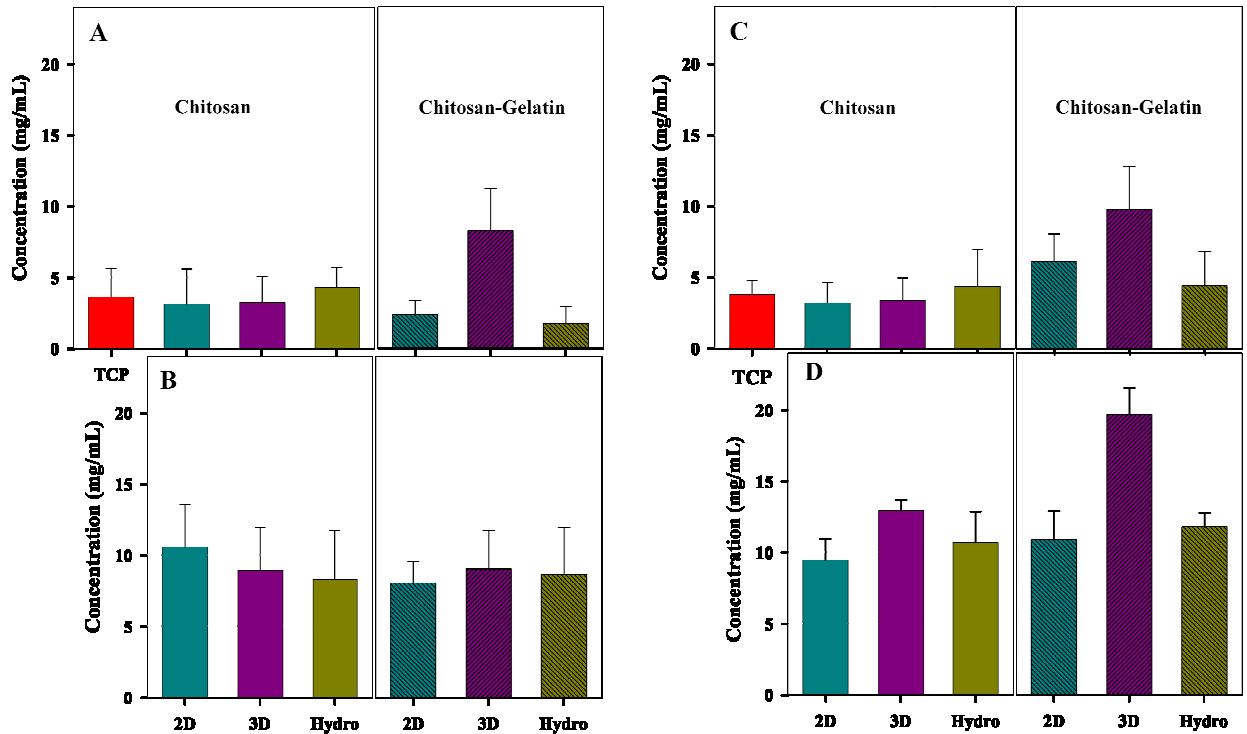 A
20
15
10
5
0
Concentration (mg/mL)
Chitosan
Chitosan-Gelatin
TCP
B
20
15
10
5
0
Concentration (mg/mL)
2D 3D Hydro 2D 3D Hydro
C
20
15
10
5
0
Concentration (mg/mL)
Chitosan
Chitosan-Gelatin
TCP
D
20
15
10
5
0
Concentration (mg/mL)
2D 3D Hydro 2D 3D Hydro